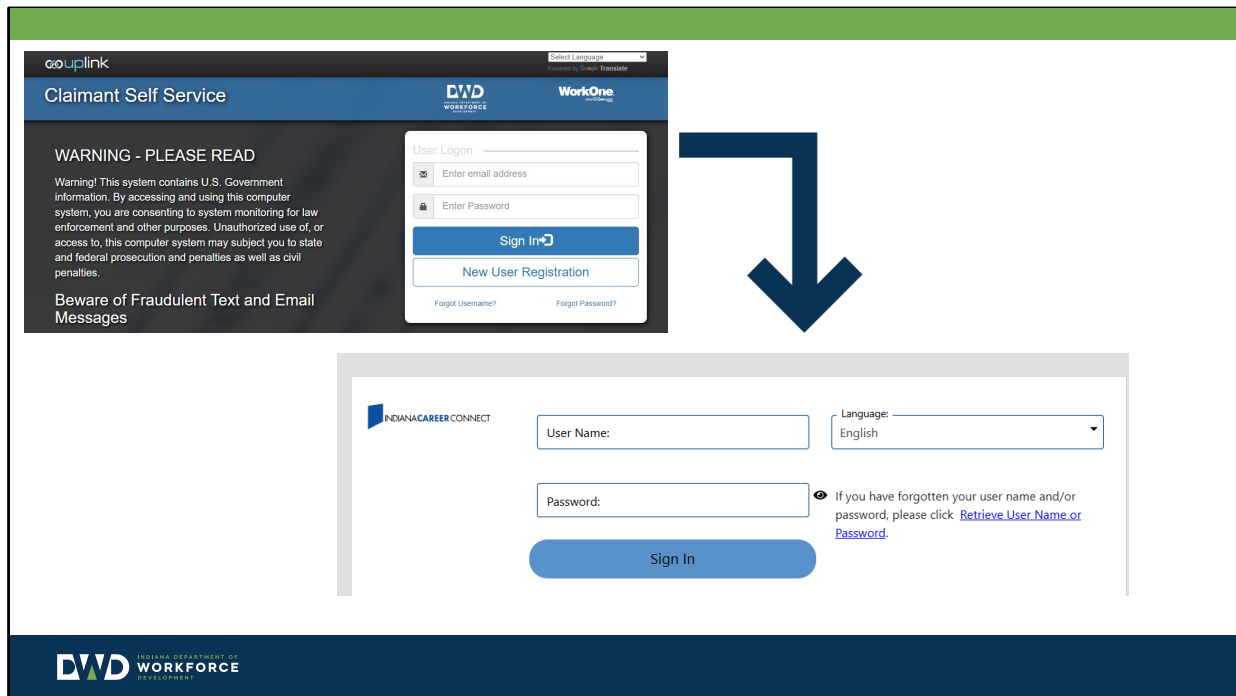 uplink
Select Language
Powered by Google Translate
Claimant Self Service
DWD
INDIANA DEPARTMENT OF
WORKFORCE
DEVELOPMENT
WorkOne
WARNING - PLEASE READ
Warning! This system contains U.S. Government
information. By accessing and using this computer
system, you are consenting to system monitoring for law
enforcement and other purposes. Unauthorized use of, or
access to, this computer system may subject you to state
and federal prosecution and penalties as well as civil
penalties.
Beware of Fraudulent Text and Email
Messages
User Logon
Enter email address
Enter Password
Sign In
New User Registration
Forgot Username?
Forgot Password?
INDIANACAREERCONNECT
User Name:
Language:
English
Password:
If you have forgotten your user name and/or
password, please click Retrieve User Name or
Password.
Sign In
DWD
INDIANA DEPARTMENT OF
WORKFORCE
DEVELOPMENT